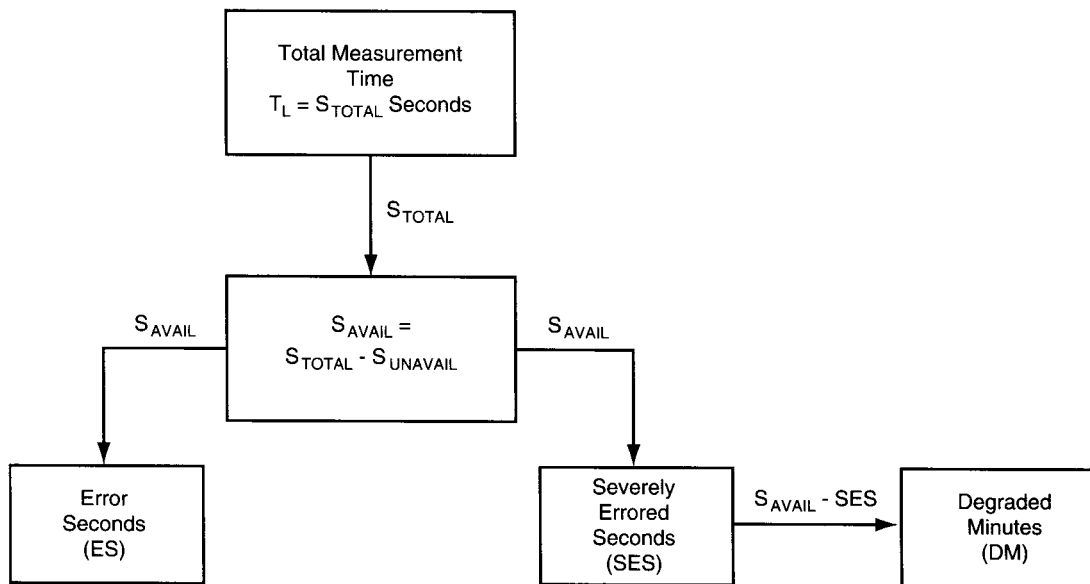 Total Measurement
Time
T_L = S_TOTAL Seconds
S_TOTAL
S_AVAIL
S_AVAIL =
S_TOTAL - S_UNAVAIL
S_AVAIL
Error
Seconds
(ES)
Severely
Errored
Seconds
(SES)
S_AVAIL - SES
Degraded
Minutes
(DM)